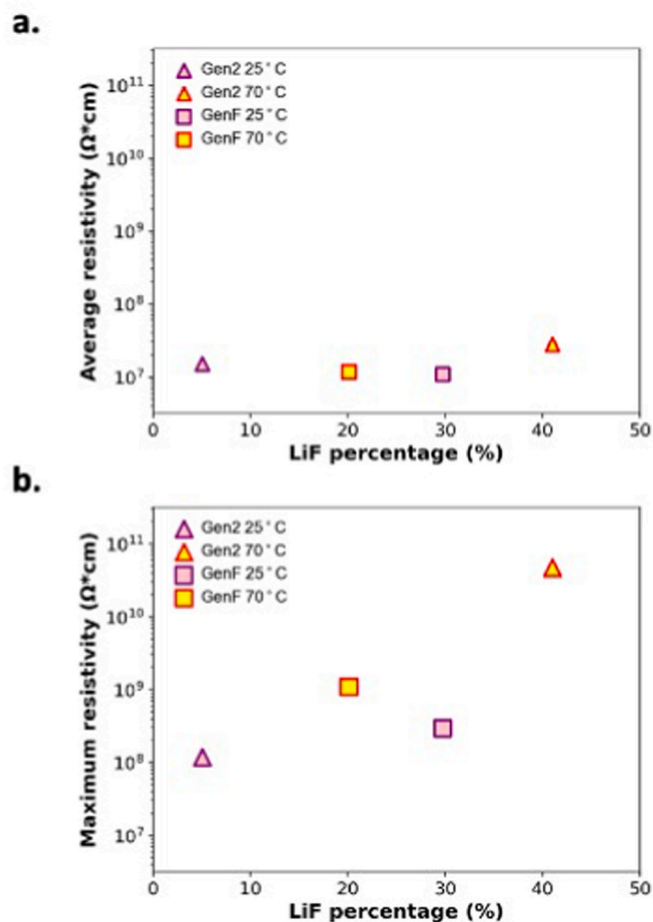 a.
Average resistivity (Ω*cm)
10¹¹
10¹⁰
10⁹
10⁸
10⁷
Gen2 25°C
Gen2 70°C
GenF 25°C
GenF 70°C
0 10 20 30 40 50
LiF percentage (%)
b.
Maximum resistivity (Ω*cm)
10¹¹
10¹⁰
10⁹
10⁸
10⁷
Gen2 25°C
Gen2 70°C
GenF 25°C
GenF 70°C
0 10 20 30 40 50
LiF percentage (%)